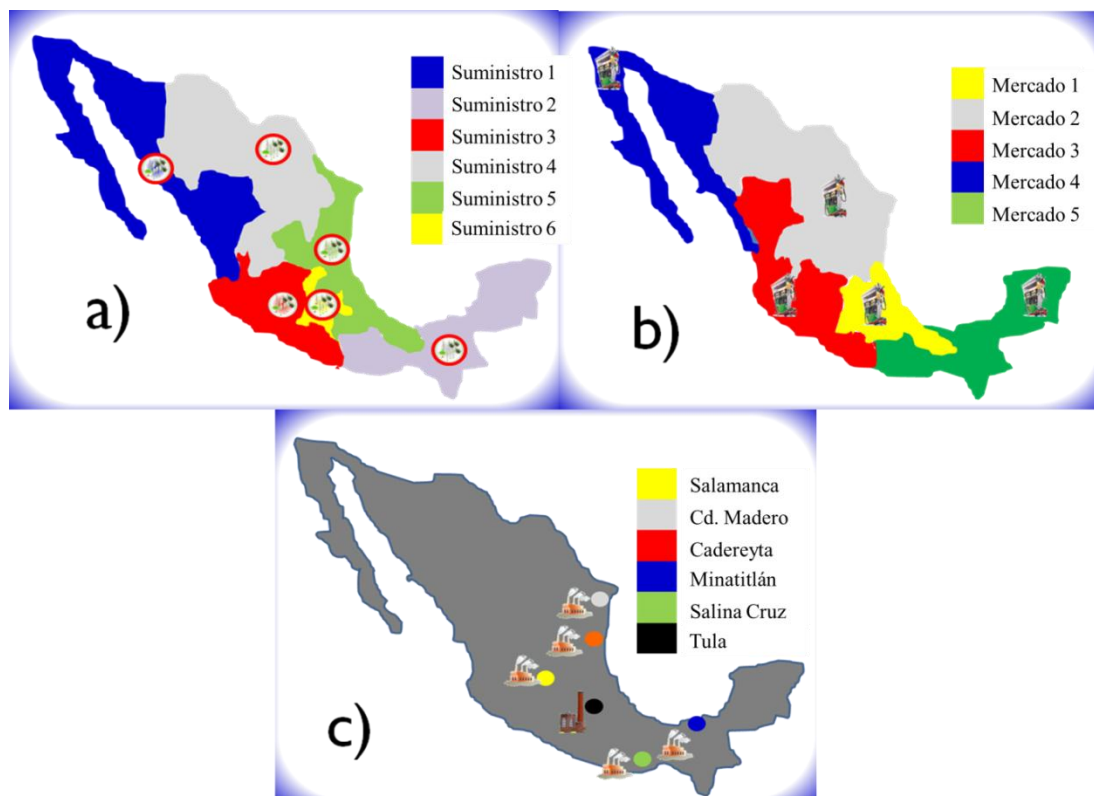 Suministro 1
Suministro 2
Suministro 3
Suministro 4
Suministro 5
Suministro 6
a)
Mercado 1
Mercado 2
Mercado 3
Mercado 4
Mercado 5
b)
Salamanca
Cd. Madero
Cadereyta
Minatitlán
Salina Cruz
Tula
c)